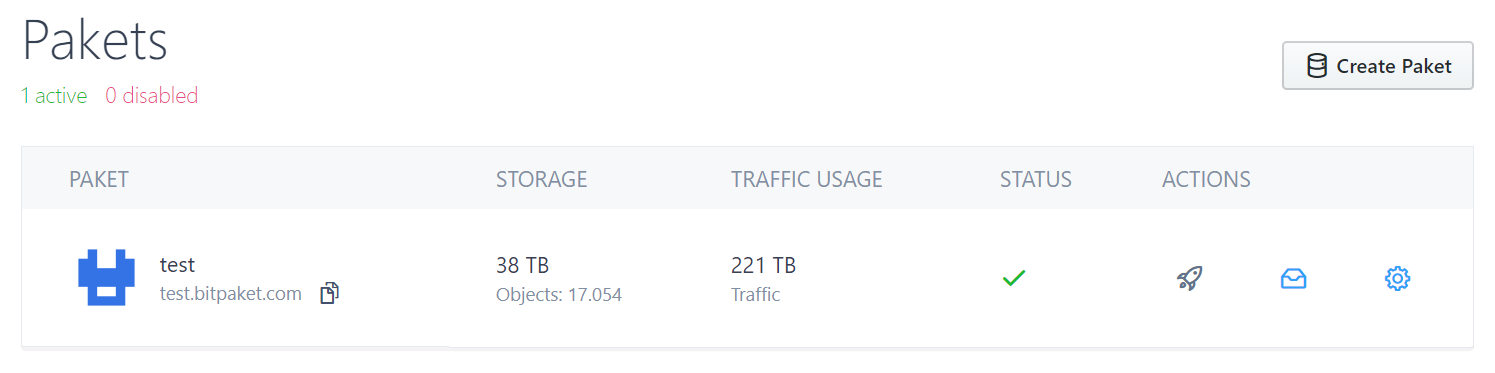 Pakets
Create Paket
1 active 0 disabled
PAKET STORAGE TRAFFIC USAGE STATUS ACTIONS
test 38 TB 221 TB
test.bitpaket.com Objects: 17.054 Traffic